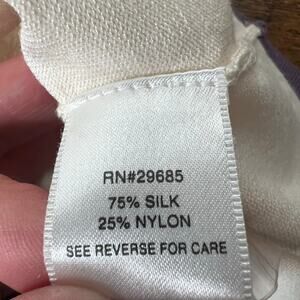 RN#29685
75% SILK
25% NYLON
SEE REVERSE FOR CARE